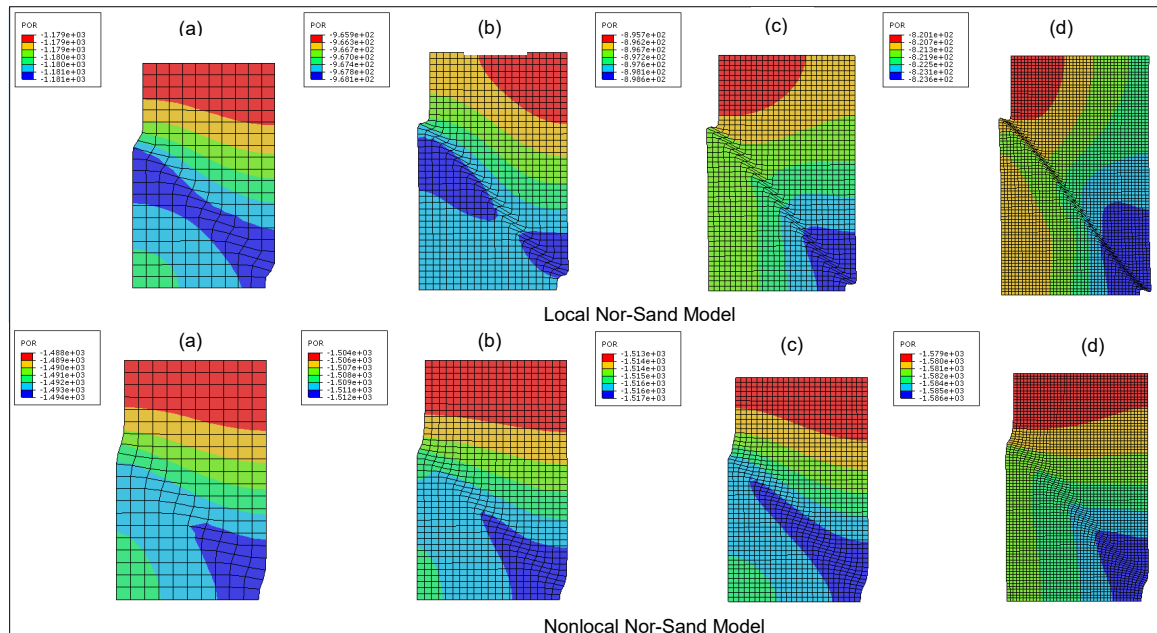 (a)
POR
-1.179e+03
-1.179e+03
-1.179e+03
-1.180e+03
-1.180e+03
-1.181e+03
-1.181e+03
(b)
POR
-9.659e+02
-9.663e+02
-9.667e+02
-9.670e+02
-9.674e+02
-9.678e+02
-9.681e+02
(c)
POR
-8.957e+02
-8.962e+02
-8.967e+02
-8.972e+02
-8.976e+02
-8.981e+02
-8.986e+02
(d)
POR
-8.201e+02
-8.207e+02
-8.213e+02
-8.219e+02
-8.225e+02
-8.231e+02
-8.236e+02
Local Nor-Sand Model
(a)
POR
-1.488e+03
-1.489e+03
-1.490e+03
-1.491e+03
-1.492e+03
-1.493e+03
-1.494e+03
(b)
POR
-1.504e+03
-1.506e+03
-1.507e+03
-1.508e+03
-1.509e+03
-1.511e+03
-1.512e+03
(c)
POR
-1.513e+03
-1.514e+03
-1.514e+03
-1.515e+03
-1.516e+03
-1.516e+03
-1.517e+03
(d)
POR
-1.579e+03
-1.580e+03
-1.581e+03
-1.582e+03
-1.584e+03
-1.585e+03
-1.586e+03
Nonlocal Nor-Sand Model